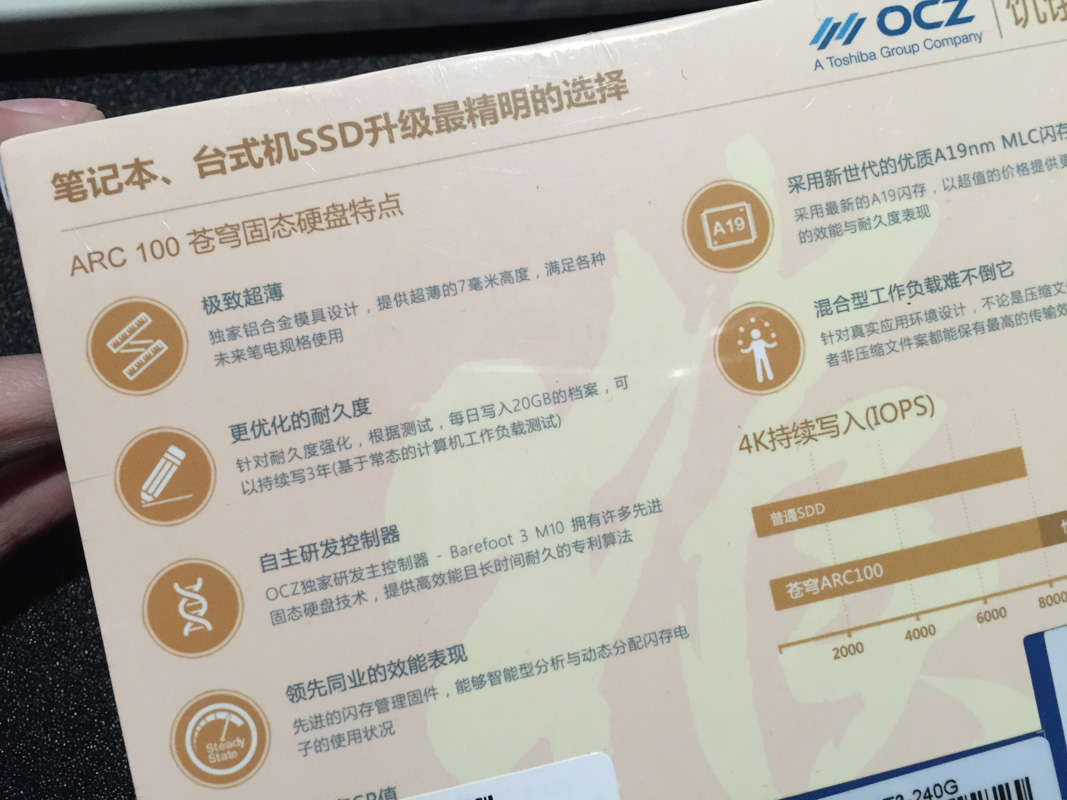 OCZ
A Toshiba Group Company
笔记本、台式机SSD升级最精明的选择
ARC 100 苍穹固态硬盘特点
极致超薄
独家铝合金模具设计，提供超薄的7毫米高度，满足各种
未来笔电规格使用
更优化的耐久度
针对耐久度强化，根据测试，每日写入20GB的档案，可
以持续写3年(基于常态的计算机工作负载测试)
自主研发控制器
OCZ独家研发主控制器 - Barefoot 3 M10 拥有许多先进
固态硬盘技术，提供高效能且长时间耐久的专利算法
Steady
State
领先同业的效能表现
先进的闪存管理固件，能够智能型分析与动态分配闪存电
子的使用状况
A19
采用新世代的优质A19nm MLC闪存
采用最新的A19闪存，以超值的价格提供更
的效能与耐久度表现
混合型工作负载难不倒它
针对真实应用环境设计，不论是压缩文
者非压缩文件案都能保有最高的传输效
4K持续写入(IOPS)
普通SDD
苍穹ARC100
2000
4000
6000
8000
240G